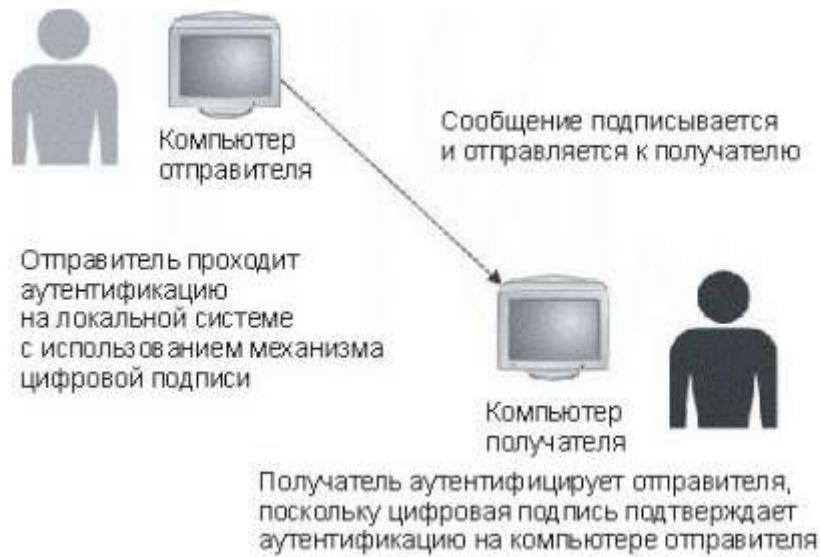 Компьютер
отправителя
Сообщение подписывается
и отправляется к получателю
Отправитель проходит
аутентификацию
на локальной системе
с использованием механизма
цифровой подписи
Компьютер
получателя
Получатель аутентифицирует отправителя,
поскольку цифровая подпись подтверждает
аутентификацию на компьютере отправителя